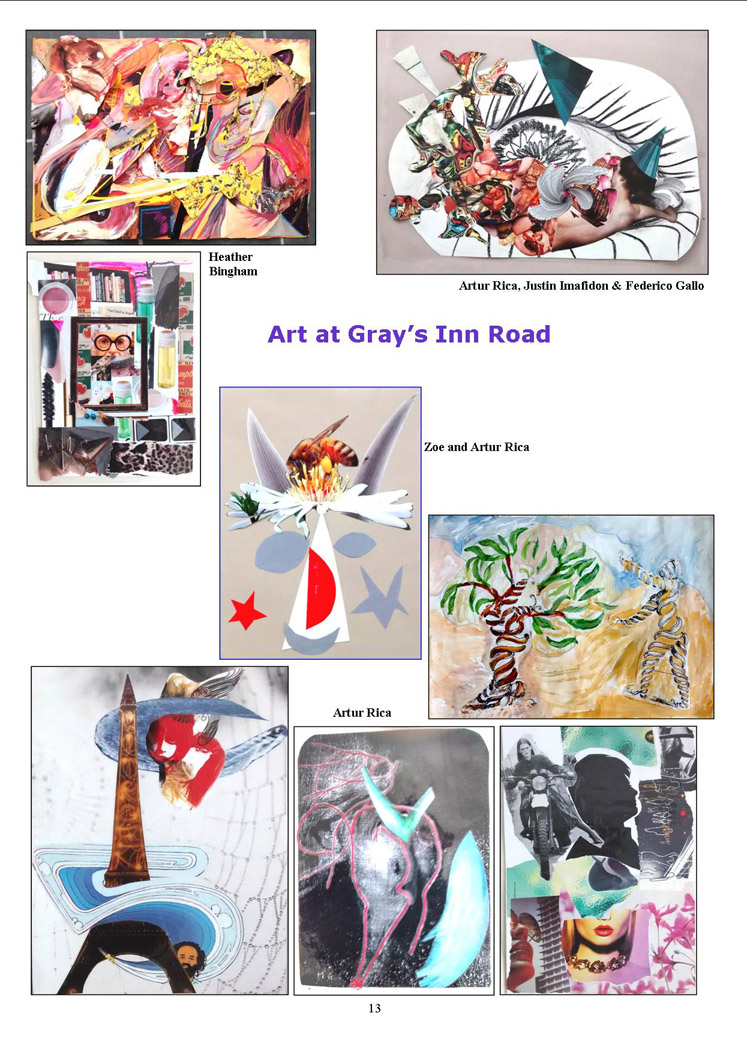 Heather
Bingham
Artur Rica, Justin Imafidon & Federico Gallo
Art at Gray's Inn Road
Zoe and Artur Rica
Artur Rica
13